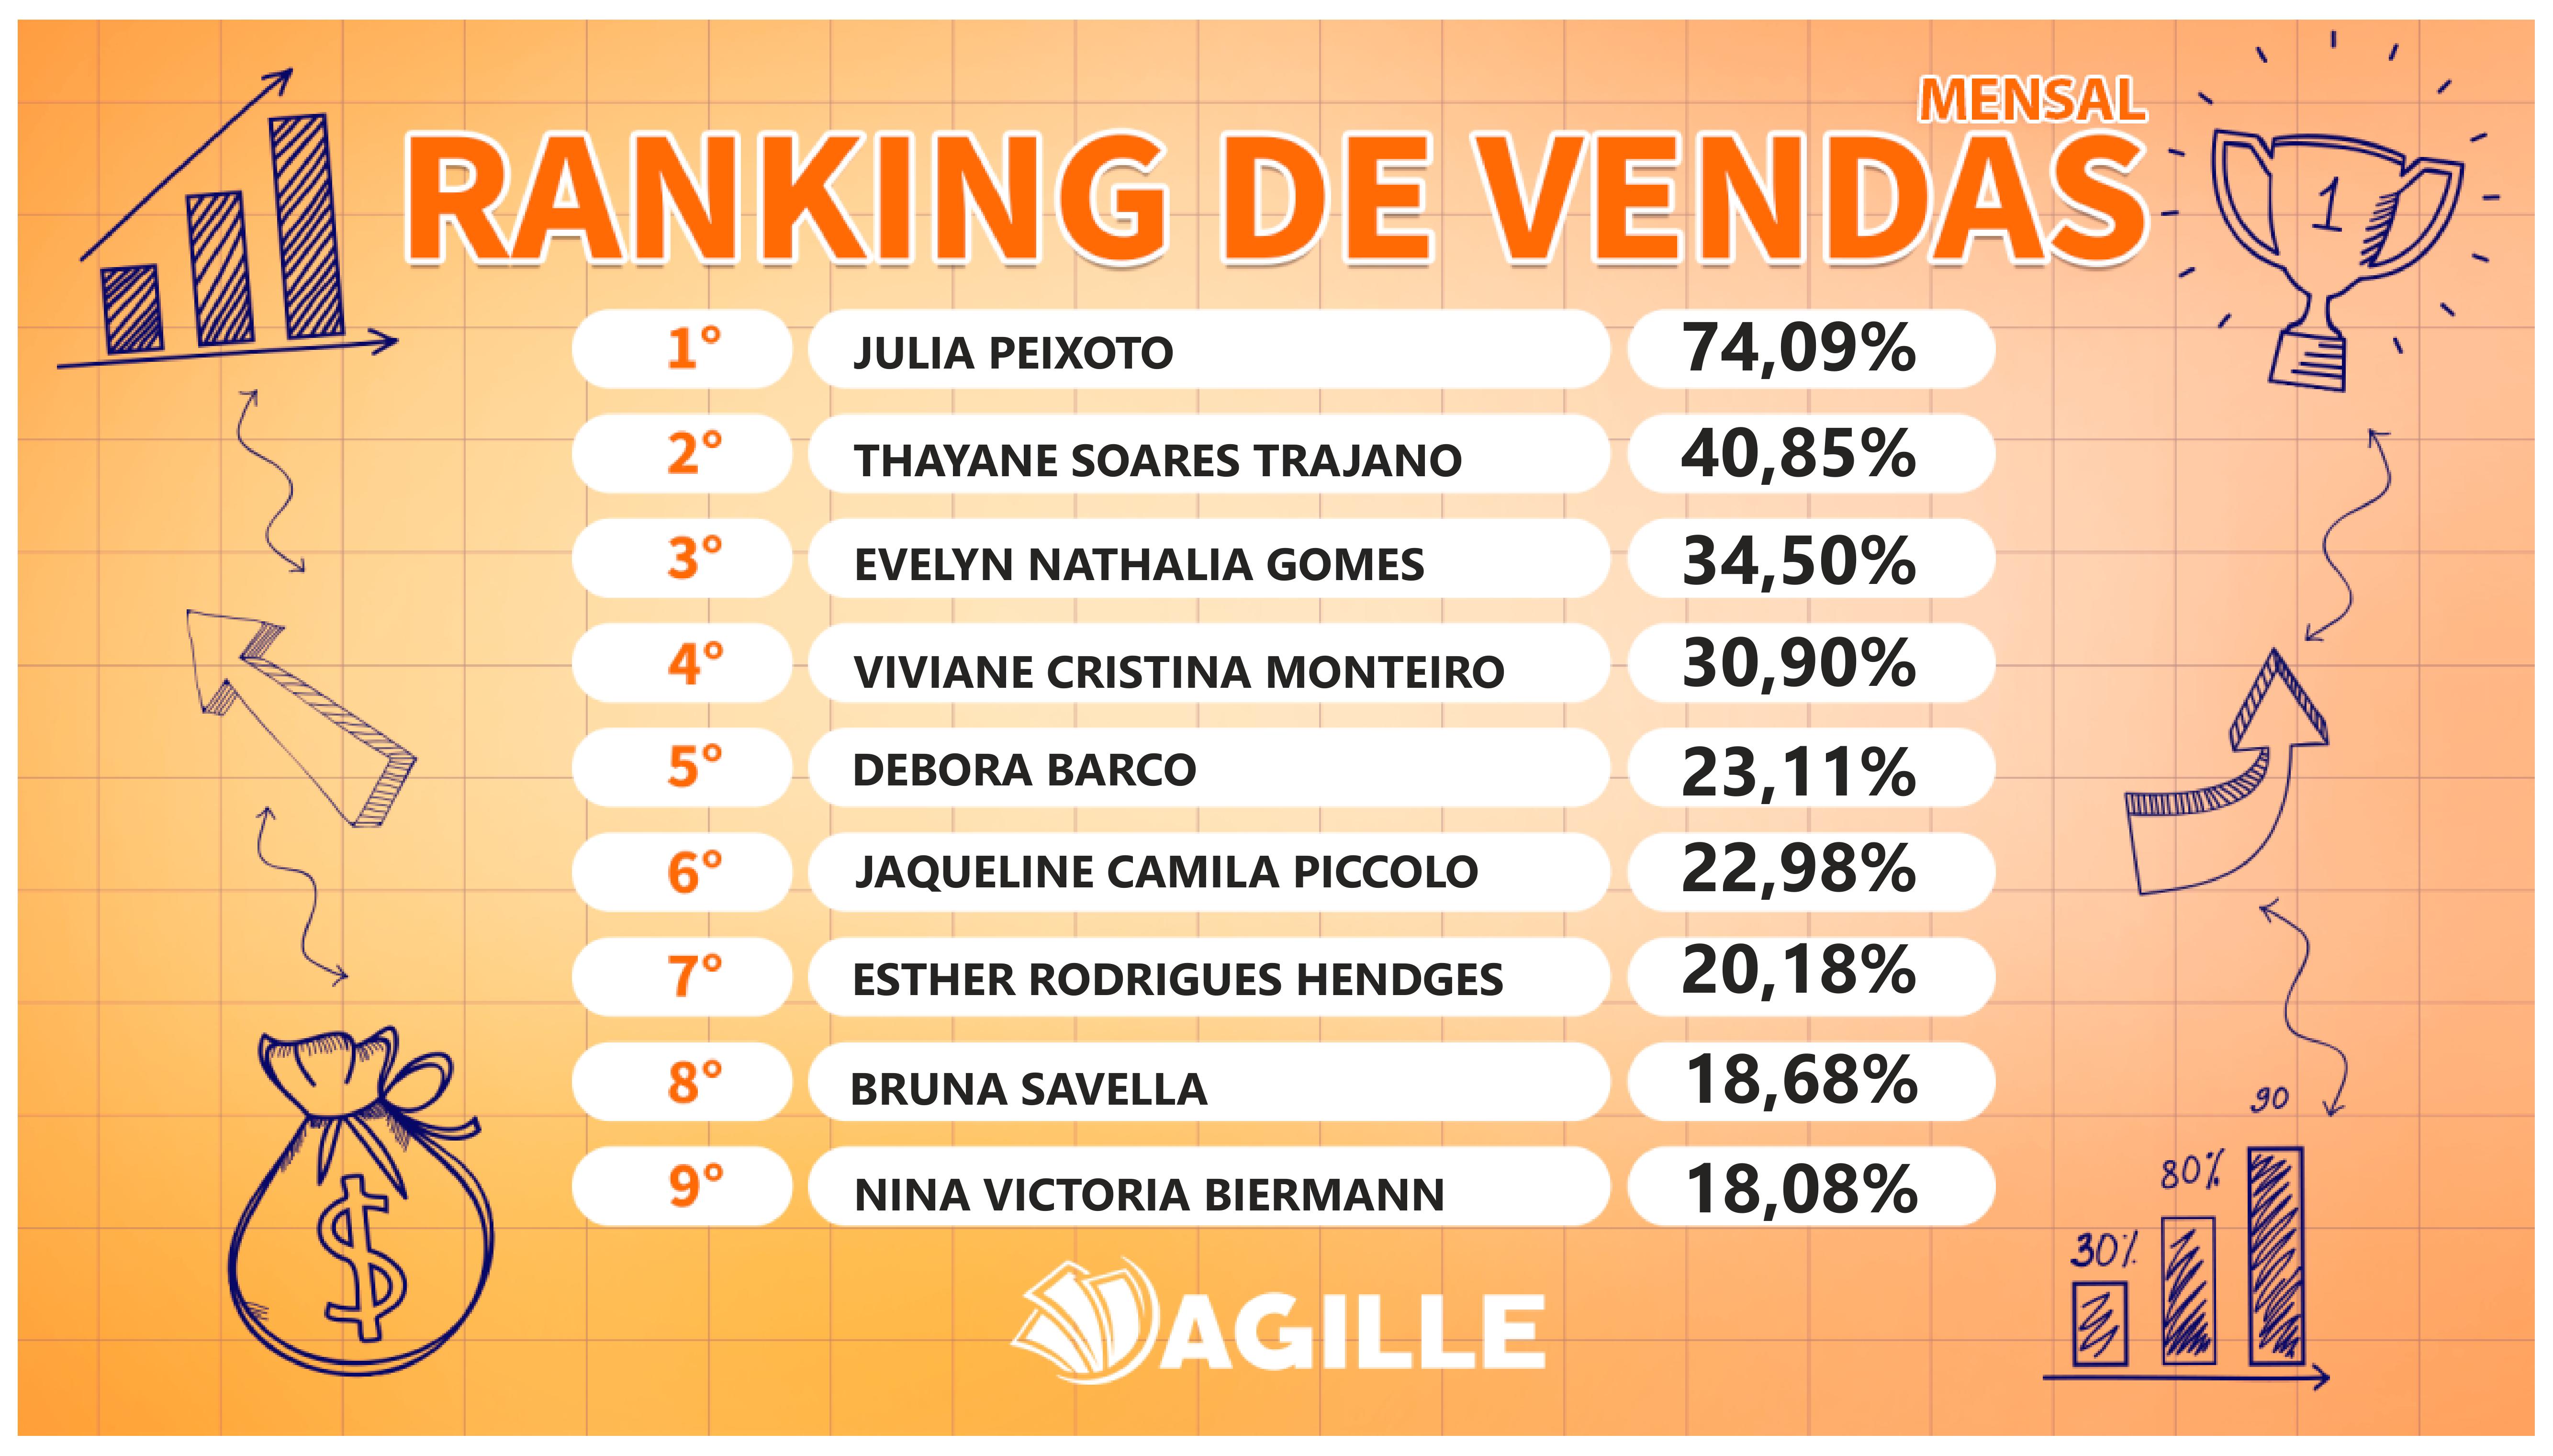 MENSAL
RANKING DE VENDAS
1
1° JULIA PEIXOTO 74,09%
2° THAYANE SOARES TRAJANO 40,85%
3° EVELYN NATHALIA GOMES 34,50%
4° VIVIANE CRISTINA MONTEIRO 30,90%
5° DEBORA BARCO 23,11%
6° JAQUELINE CAMILA PICCOLO 22,98%
7° ESTHER RODRIGUES HENDGES 20,18%
8° BRUNA SAVELLA 18,68%
9° NINA VICTORIA BIERMANN 18,08%
90
80%
30%
$
AGILLE